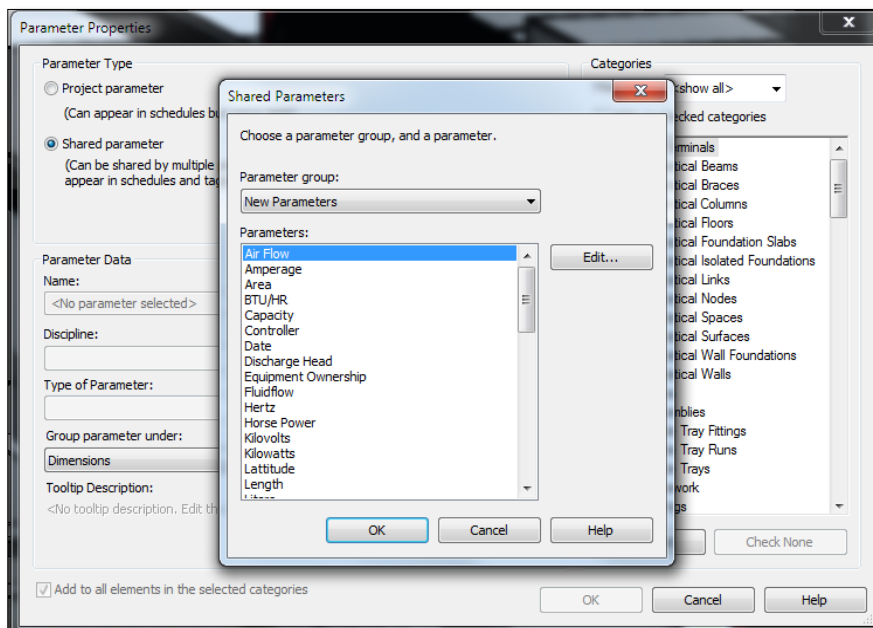 Parameter Properties
Parameter Type
Project parameter
(Can appear in schedules bu
Shared parameter
(Can be shared by multiple
appear in schedules and tag
Parameter Data
Name:
<No parameter selected>
Discipline:
Type of Parameter:
Group parameter under:
Dimensions
Tooltip Description:
<No tooltip description. Edit th
Add to all elements in the selected categories
Shared Parameters
Choose a parameter group, and a parameter.
Parameter group:
New Parameters
Parameters:
Air Flow
Amperage
Area
BTU/HR
Capacity
Controller
Date
Discharge Head
Equipment Ownership
Fluidflow
Hertz
Horse Power
Kilovolts
Kilowatts
Lattitude
Length
Edit...
OK
Cancel
Help
Categories
<show all>
ecked categories
erminals
tical Beams
tical Braces
tical Columns
tical Floors
tical Foundation Slabs
tical Isolated Foundations
tical Links
tical Nodes
tical Spaces
tical Surfaces
tical Wall Foundations
tical Walls
mblies
Tray Fittings
Tray Runs
Trays
work
gs
Check None
OK
Cancel
Help